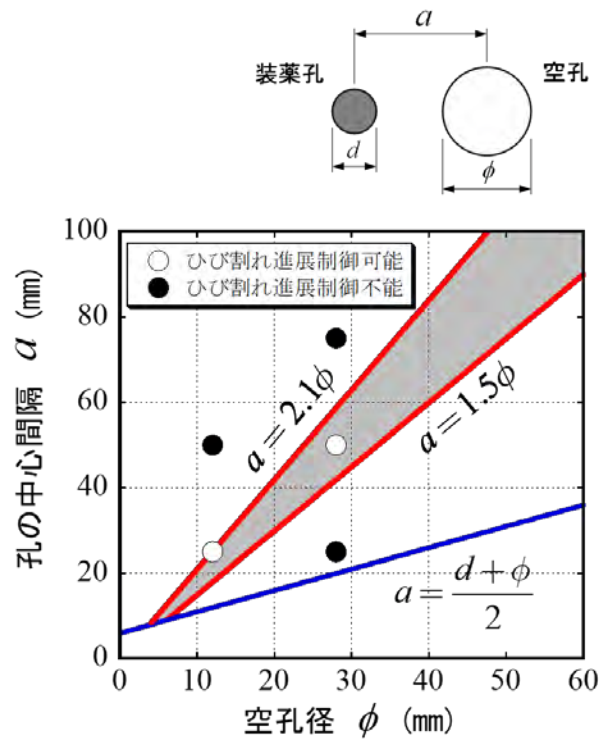 a
装薬孔
空孔
d
ϕ
○ ひび割れ進展制御可能
● ひび割れ進展制御不能
a=2.1ϕ
a=1.5ϕ
a=\frac{d+ϕ}{2}
孔の中心間隔 a (mm)
100
80
60
40
20
0
0 10 20 30 40 50 60
空孔径 ϕ (mm)